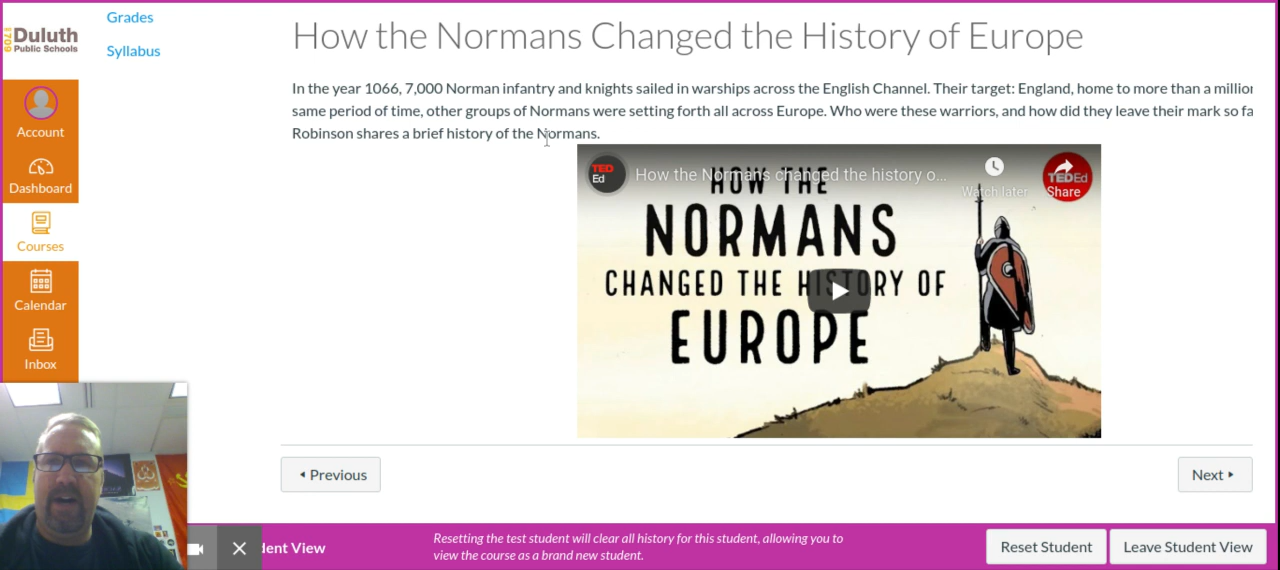 Grades
Syllabus
#709
Duluth
Public Schools
Account
Dashboard
Courses
Calendar
Inbox
How the Normans Changed the History of Europe
In the year 1066, 7,000 Norman infantry and knights sailed in warships across the English Channel. Their target: England, home to more than a million
same period of time, other groups of Normans were setting forth all across Europe. Who were these warriors, and how did they leave their mark so fa
Robinson shares a brief history of the Normans.
TED
Ed
How the Normans changed the history o...
Watch later
Share
TEDEd
HOW THE
NORMANS
CHANGED THE HISTORY OF
EUROPE
Previous
Next
dent View
Resetting the test student will clear all history for this student, allowing you to
view the course as a brand new student.
Reset Student
Leave Student View